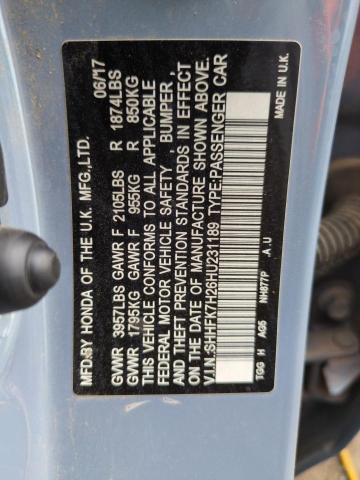 MFD.BY HONDA OF THE U.K. MFG.,LTD. 06/17
GVWR 3957LBS GAWR F 2105LBS R 1874LBS
GVWR 1795KG GAWR F 955KG R 850KG
THIS VEHICLE CONFORMS TO ALL APPLICABLE
FEDERAL MOTOR VEHICLE SAFETY, BUMPER,
AND THEFT PREVENTION STANDARDS IN EFFECT
ON THE DATE OF MANUFACTURE SHOWN ABOVE.
V.I.N.:SHHFK7H26HU231189 TYPE:PASSENGER CAR
TGG H AG5 NH877P .A.U MADE IN U.K.